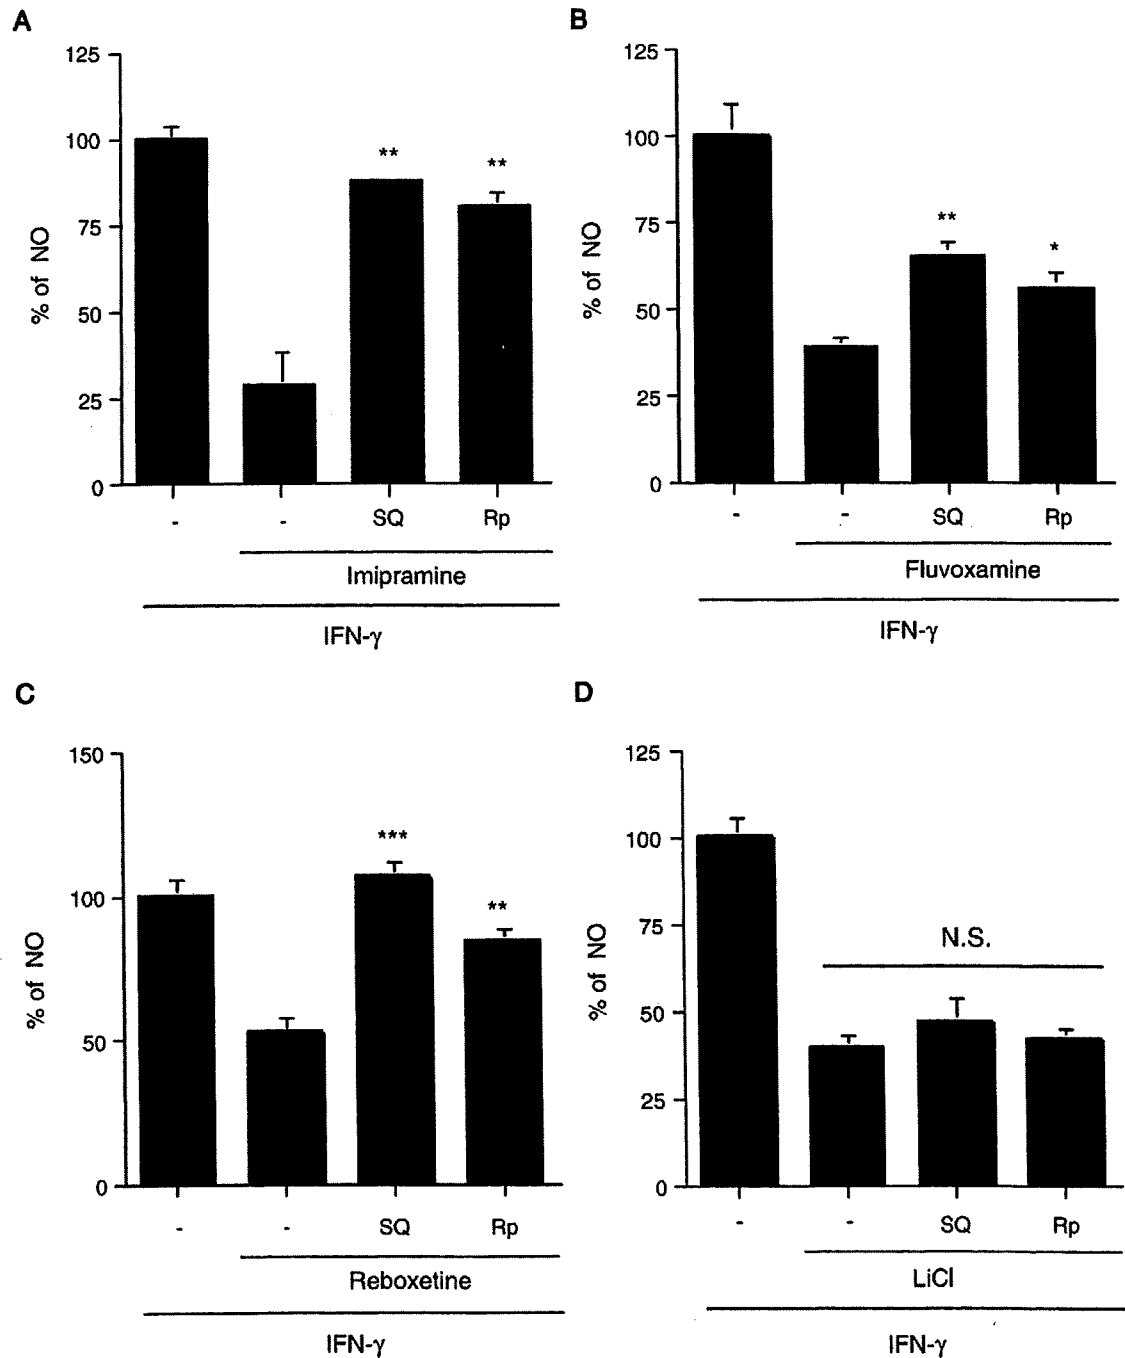 A
125
100
75
50
25
0
% of NO
**
**
- - SQ Rp
Imipramine
IFN-γ
B
125
100
75
50
25
0
% of NO
**
*
- - SQ Rp
Fluvoxamine
IFN-γ
C
150
100
50
0
% of NO
***
**
- - SQ Rp
Reboxetine
IFN-γ
D
125
100
75
50
25
0
% of NO
N.S.
- - SQ Rp
LiCl
IFN-γ